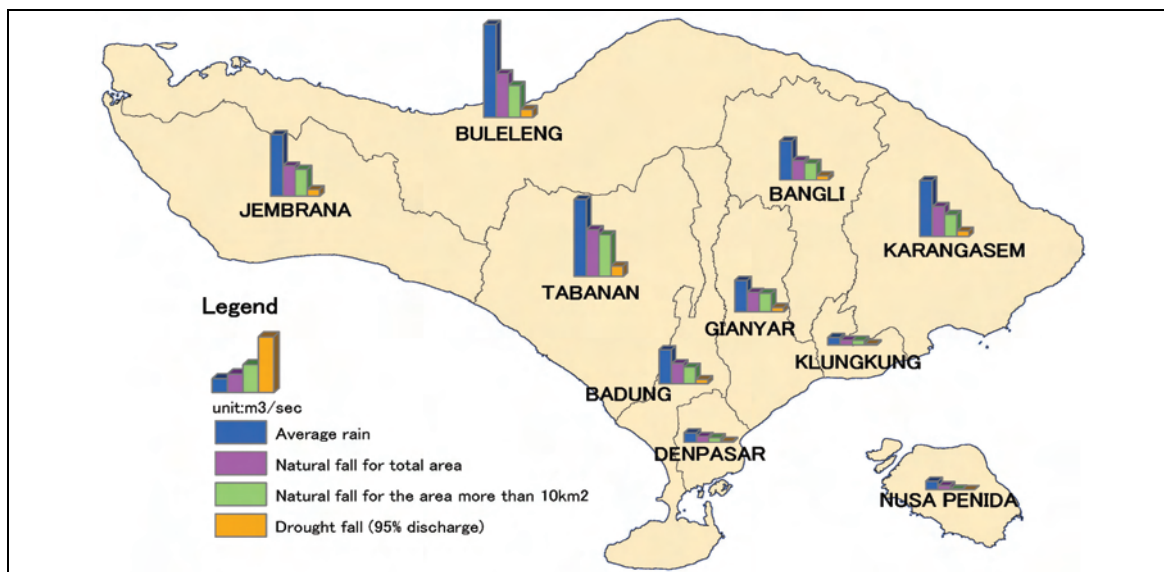 BULELENG
BANGLI
JEMBRANA
KARANGASEM
TABANAN
Legend
GIANYAR
KLUNGKUNG
BADUNG
unit:m3/sec
Average rain
DENPASAR
Natural fall for total area
Natural fall for the area more than 10km2
NUSA PENIDA
Drought fall (95% discharge)